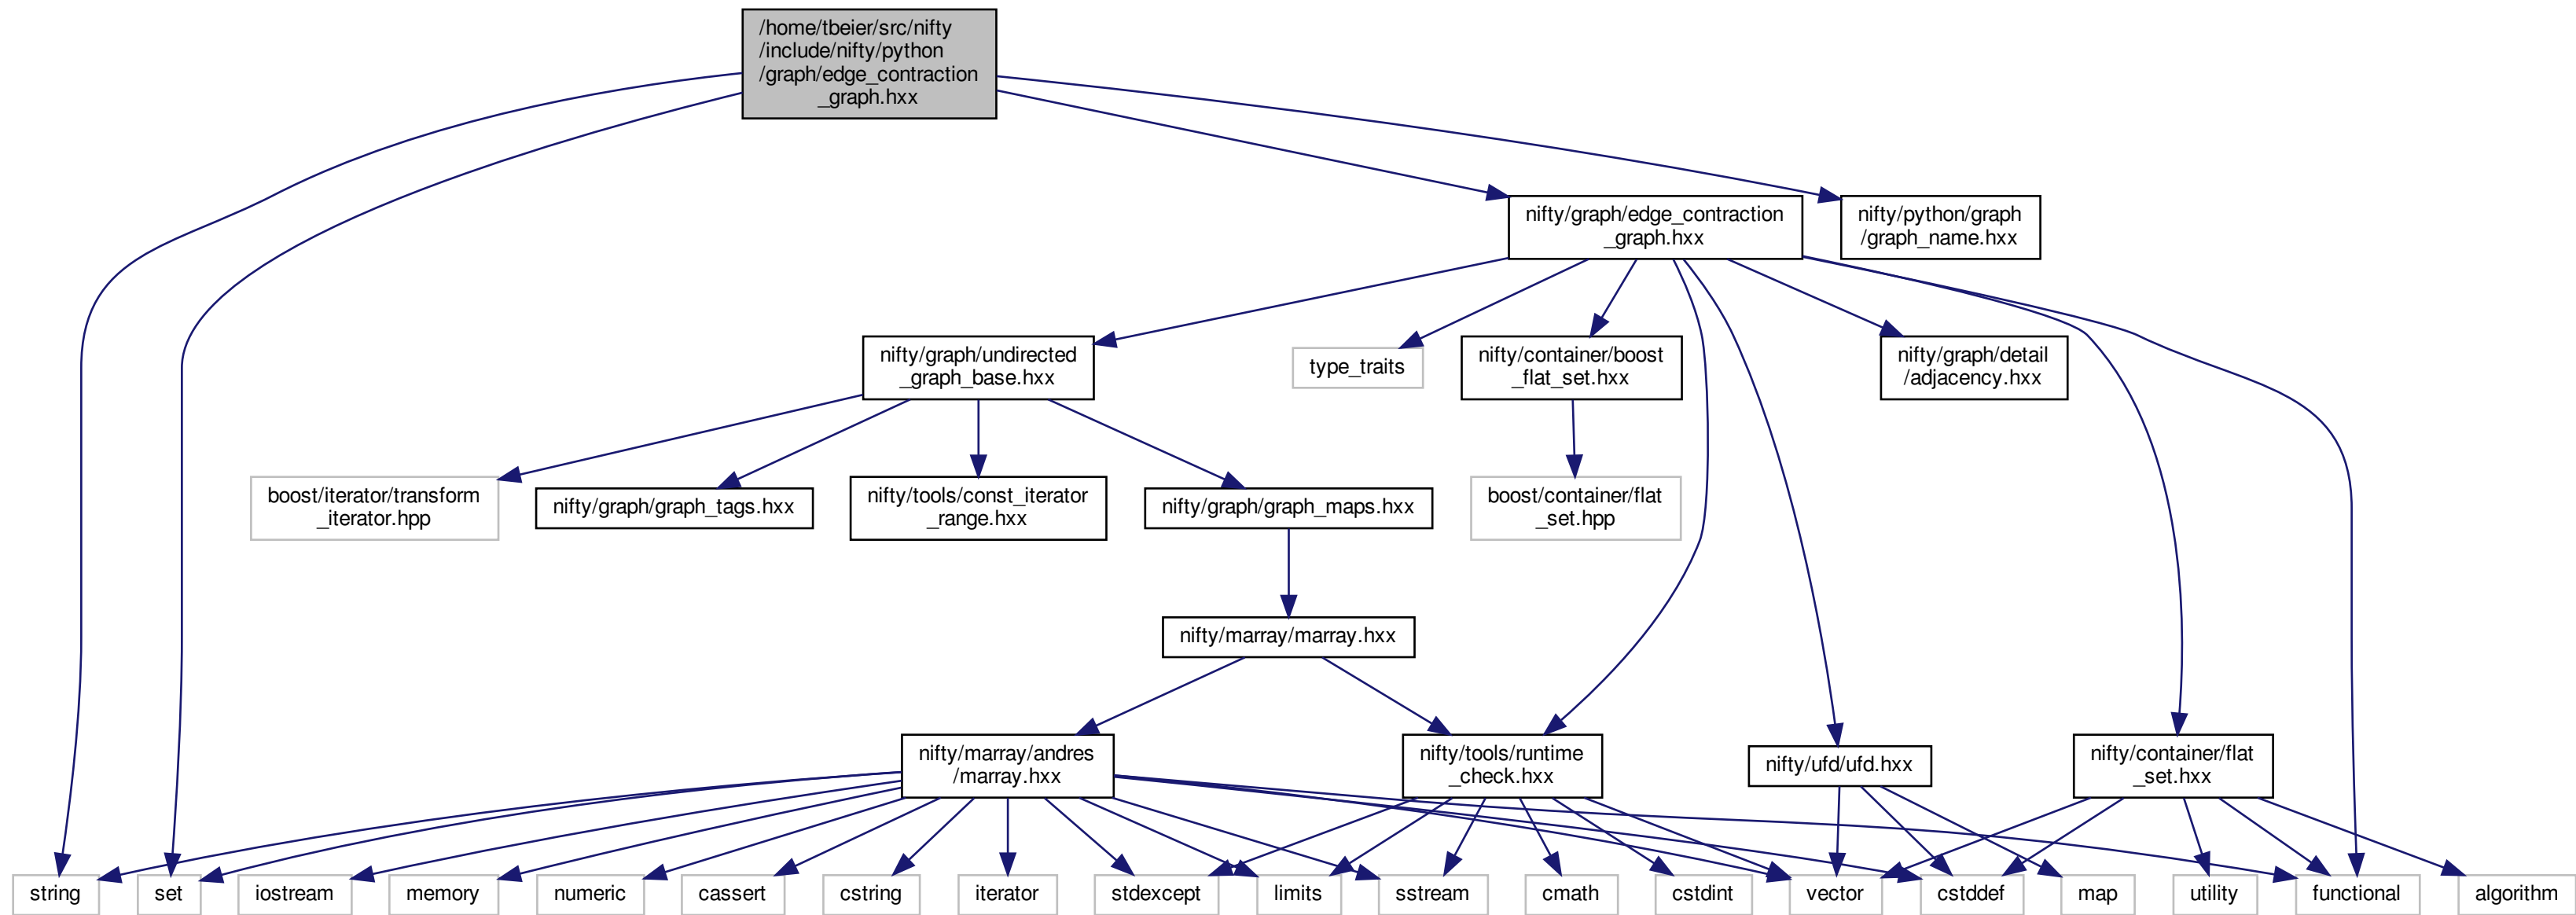 /home/tbeier/src/nifty
/include/nifty/python
/graph/edge_contraction
_graph.hxx
nifty/graph/edge_contraction
_graph.hxx
nifty/python/graph
/graph_name.hxx
nifty/graph/undirected
_graph_base.hxx
type_traits
nifty/container/boost
_flat_set.hxx
nifty/graph/detail
/adjacency.hxx
boost/iterator/transform
_iterator.hpp
nifty/graph/graph_tags.hxx
nifty/tools/const_iterator
_range.hxx
nifty/graph/graph_maps.hxx
boost/container/flat
_set.hpp
nifty/marray/marray.hxx
nifty/marray/andres
/marray.hxx
nifty/tools/runtime
_check.hxx
nifty/ufd/ufd.hxx
nifty/container/flat
_set.hxx
string
set
iostream
memory
numeric
cassert
cstring
iterator
stdexcept
limits
sstream
cmath
cstdint
vector
cstddef
map
utility
functional
algorithm